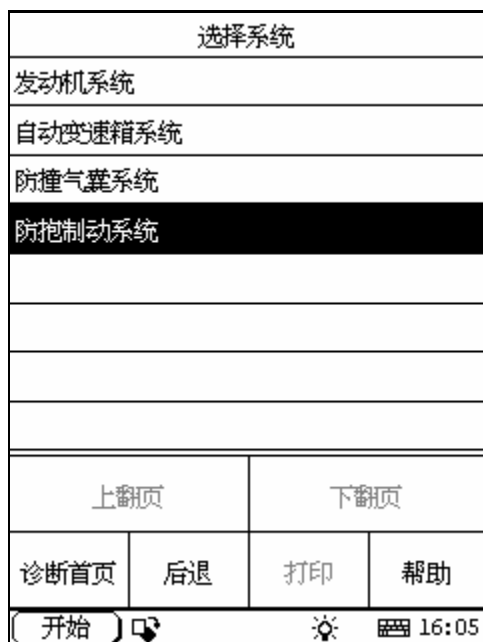 选择系统
发动机系统
自动变速箱系统
防撞气囊系统
防抱制动系统
上翻页 下翻页
诊断首页 后退 打印 帮助
开始 16:05